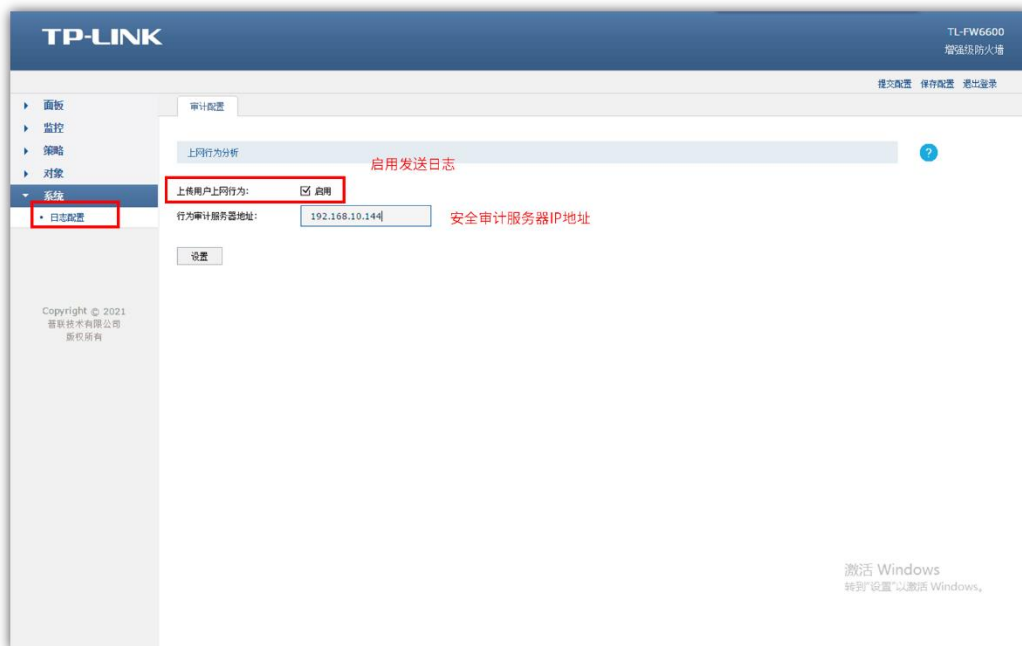 TP-LINK
TL-FW6600
增强级防火墙
提交配置 保存配置 退出登录
面板
监控
策略
对象
系统
日志配置
Copyright © 2021
普联技术有限公司
版权所有
审计配置
上网行为分析
?
启用发送日志
上传用户上网行为: 启用
行为审计服务器地址: 192.168.10.144
安全审计服务器IP地址
设置
激活 Windows
转到"设置"以激活 Windows。